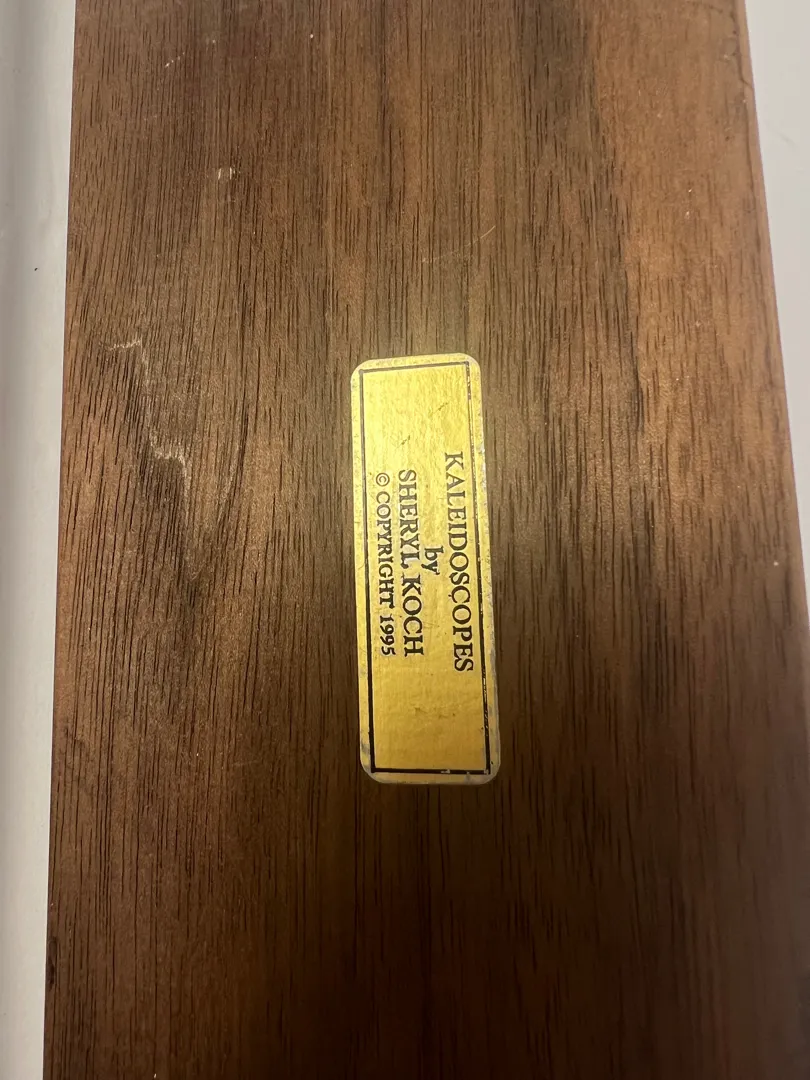 KALEIDOSCOPES
by
SHERYL KOCH
© COPYRIGHT 1995